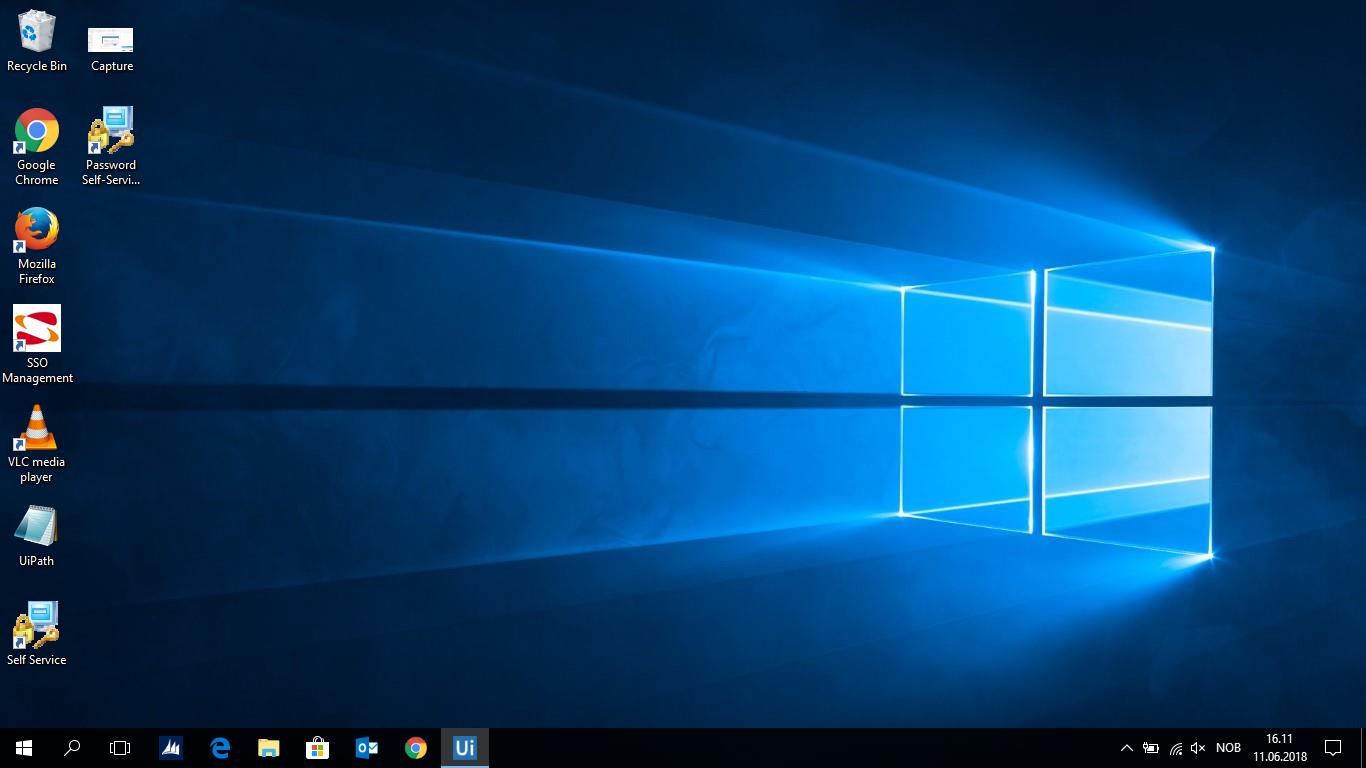 Recycle Bin
Capture
Google
Chrome
Password
Self-Servi...
Mozilla
Firefox
SSO
Management
VLC media
player
UiPath
Self Service
Ui
NOB
16.11
11.06.2018